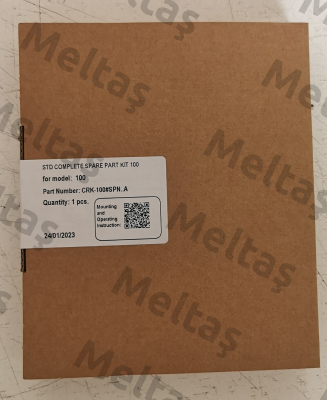 STD COMPLETE SPARE PART KIT 100
for model: 100
Part Number: CRK-100#SPN..A
Quantity: 1 pcs.
Mounting
and
Operating
Instruction:
24/01/2023
Meltaş
Meltaş
Meltaş
Meltaş
Meltaş
Meltaş
Meltaş